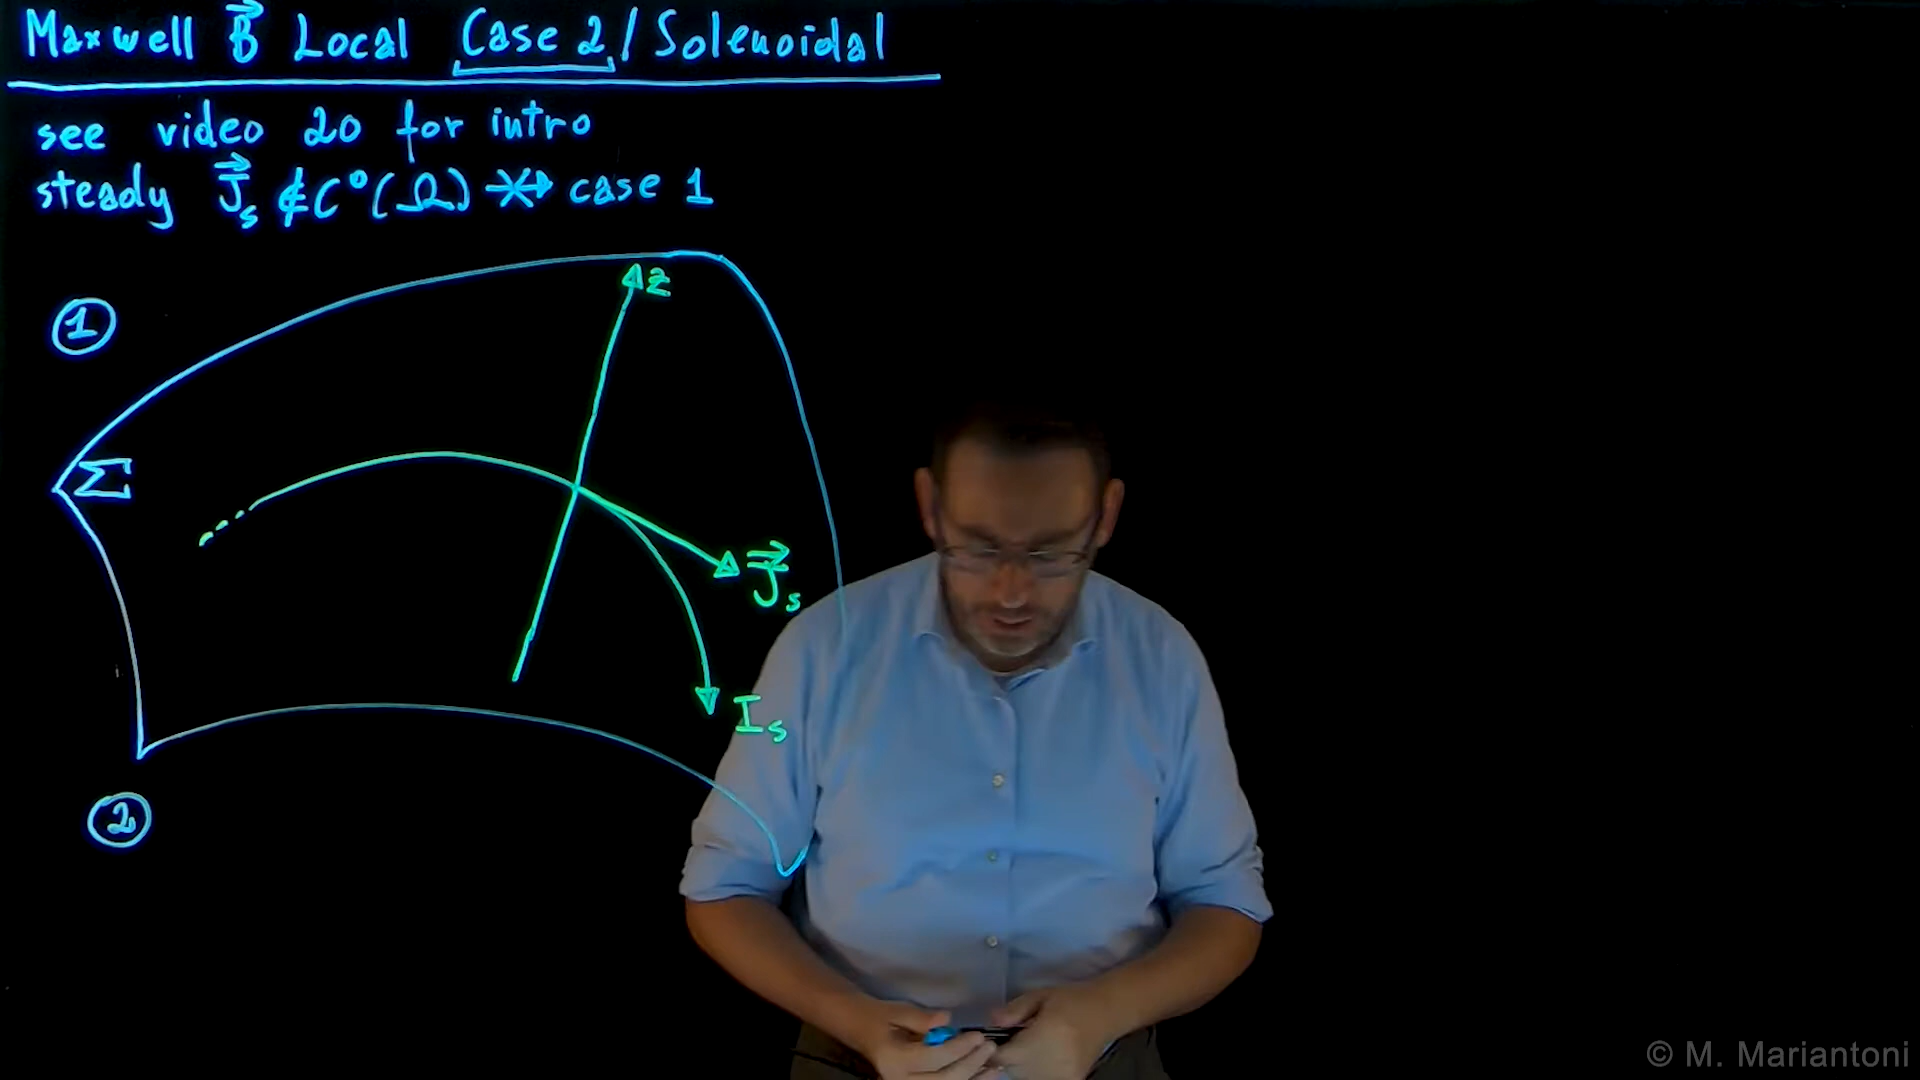 Maxwell B⃗ Local Case 2 / Solenoidal
see video 20 for intro
steady J⃗ₛ ∉ C⁰(Ω) case 1
z
①
Σ
J⃗ₛ
Iₛ
②
© M. Mariantoni